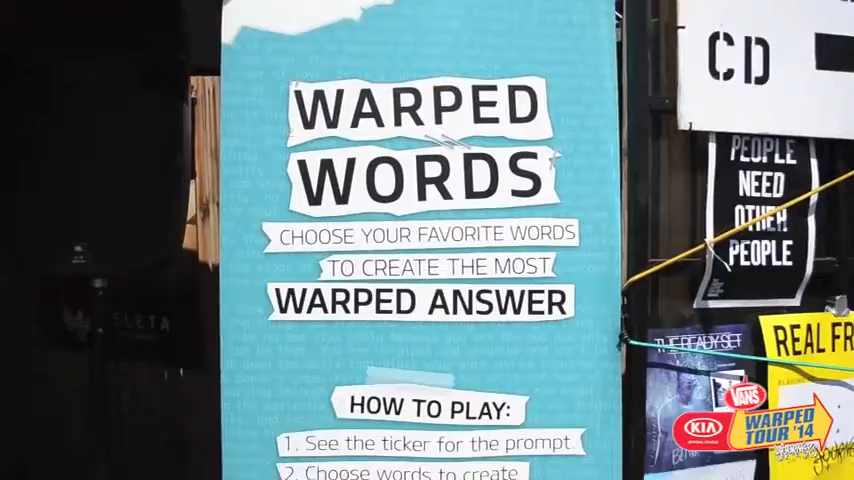 WARPED
WORDS
CHOOSE YOUR FAVORITE WORDS
TO CREATE THE MOST
WARPED ANSWER
HOW TO PLAY:
1. See the ticker for the prompt.
2. Choose words to create
CD
PEOPLE
NEED
OTHER
PEOPLE
THE READY SET
REAL FR
VANS
KIA
WARPED
TOUR '14